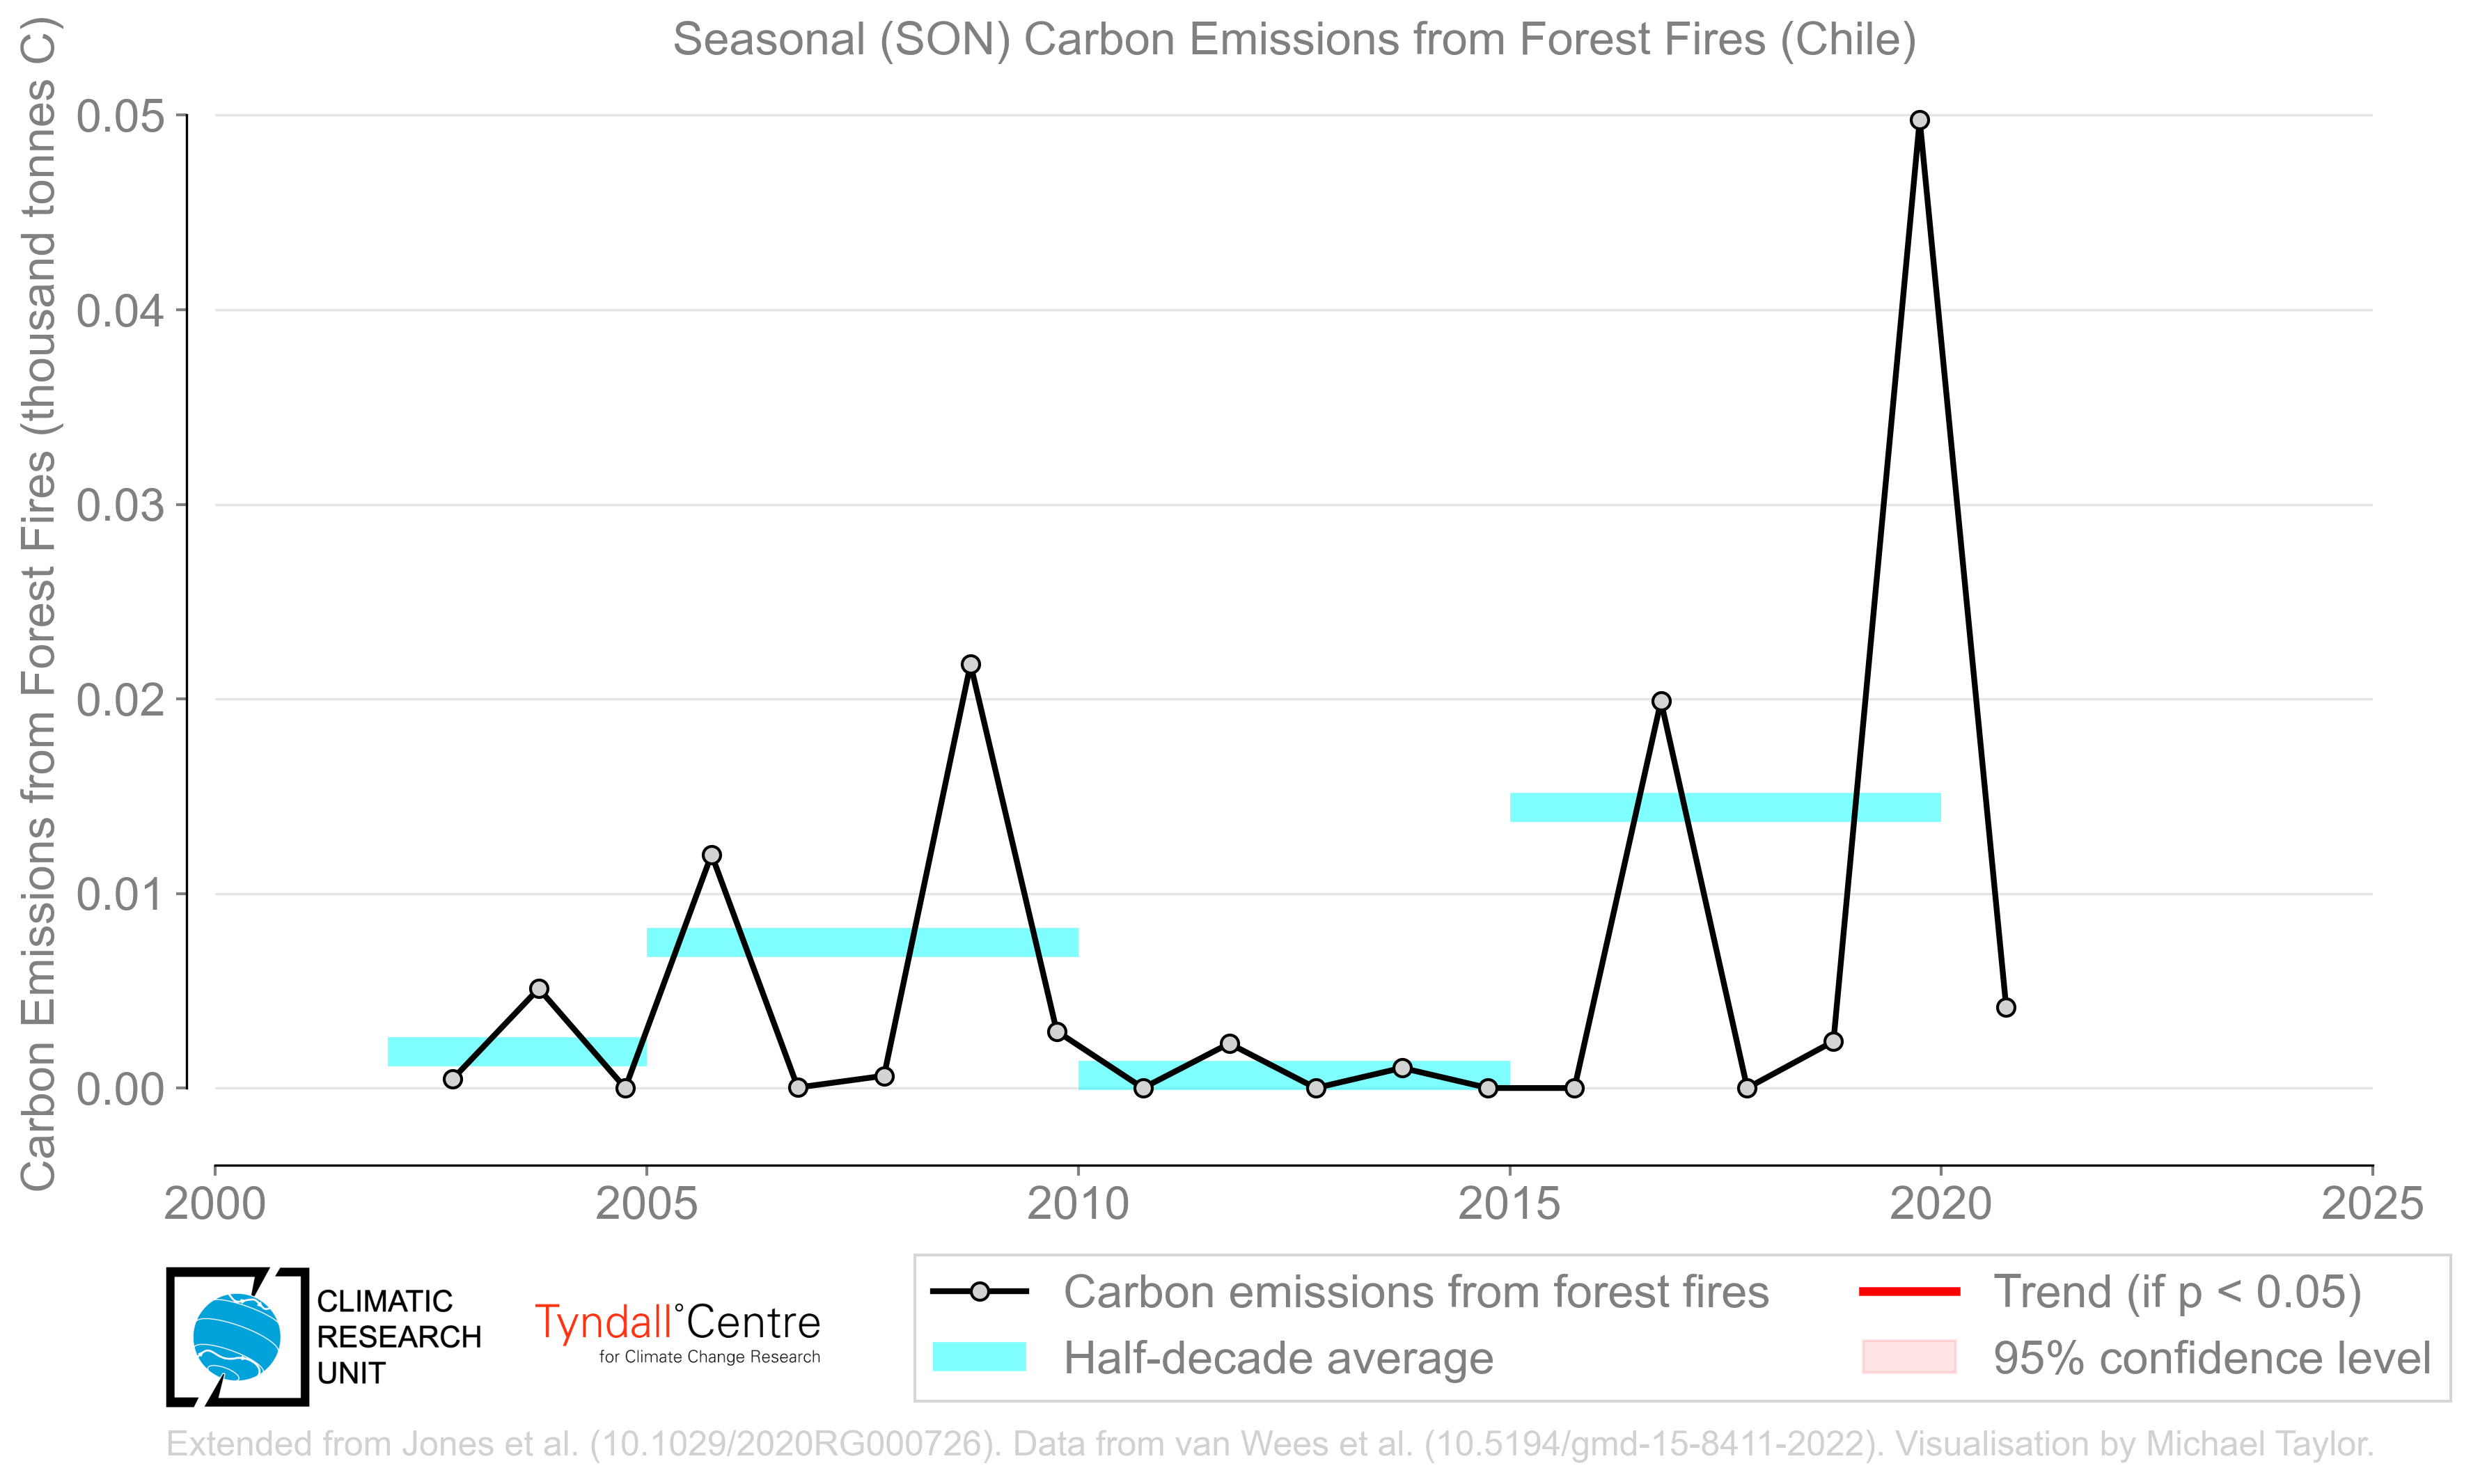 Seasonal (SON) Carbon Emissions from Forest Fires (Chile)
Carbon Emissions from Forest Fires (thousand tonnes C)
0.05
0.04
0.03
0.02
0.01
0.00
2000 2005 2010 2015 2020 2025
CLIMATIC
RESEARCH
UNIT
Tyndall°Centre
for Climate Change Research
Carbon emissions from forest fires
Half-decade average
Trend (if p < 0.05)
95% confidence level
Extended from Jones et al. (10.1029/2020RG000726). Data from van Wees et al. (10.5194/gmd-15-8411-2022). Visualisation by Michael Taylor.